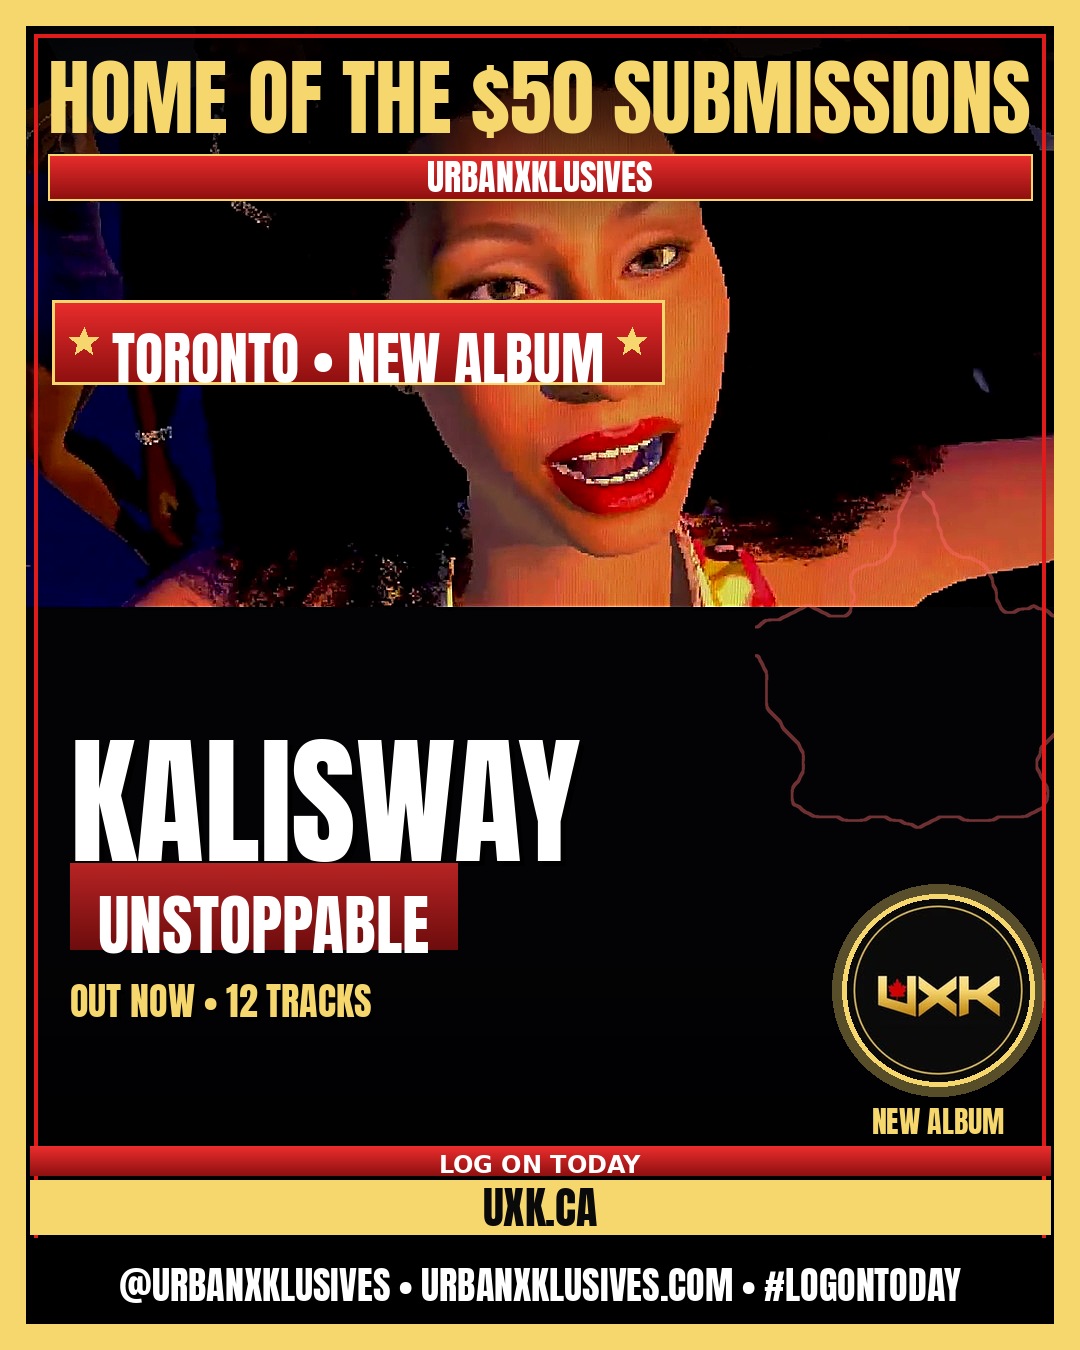 HOME OF THE $50 SUBMISSIONS
URBANXKLUSIVES
★ TORONTO • NEW ALBUM ★
KALISWAY
UNSTOPPABLE
OUT NOW • 12 TRACKS
UXK
NEW ALBUM
LOG ON TODAY
UXK.CA
@URBANXKLUSIVES • URBANXKLUSIVES.COM • #LOGONTODAY